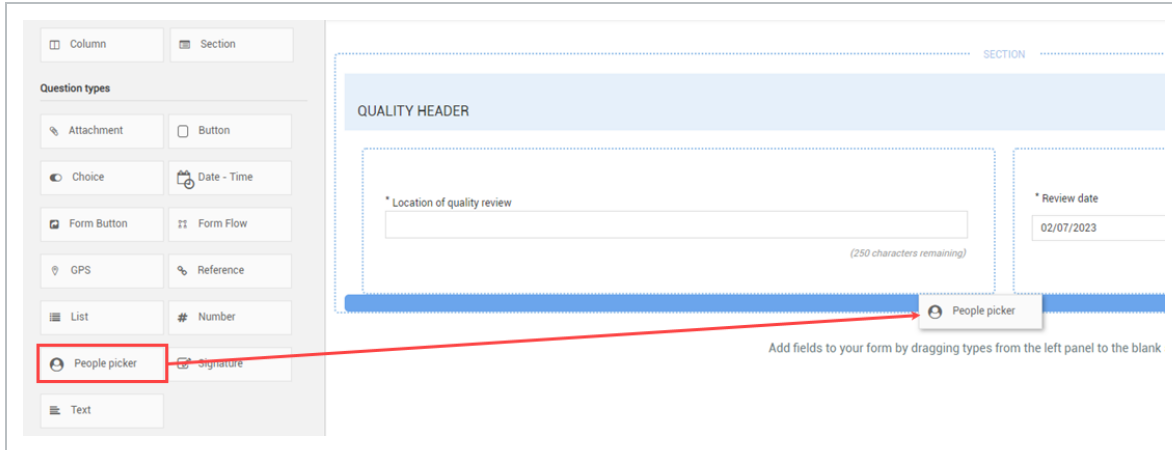 Column
Section
Question types
Attachment
Button
Choice
Date - Time
Form Button
Form Flow
GPS
Reference
List
Number
People picker
Signature
Text
SECTION
QUALITY HEADER
* Location of quality review
(250 characters remaining)
* Review date
02/07/2023
People picker
Add fields to your form by dragging types from the left panel to the blank